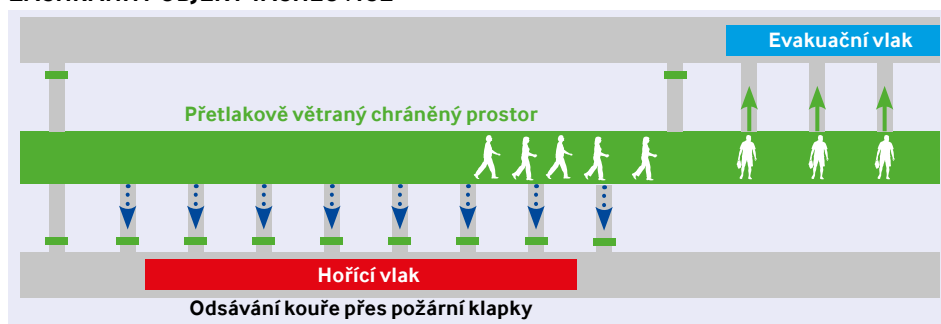 Evakuační vlak
Přetlakově větraný chráněný prostor
Hořící vlak
Odsávání kouře přes požární klapky